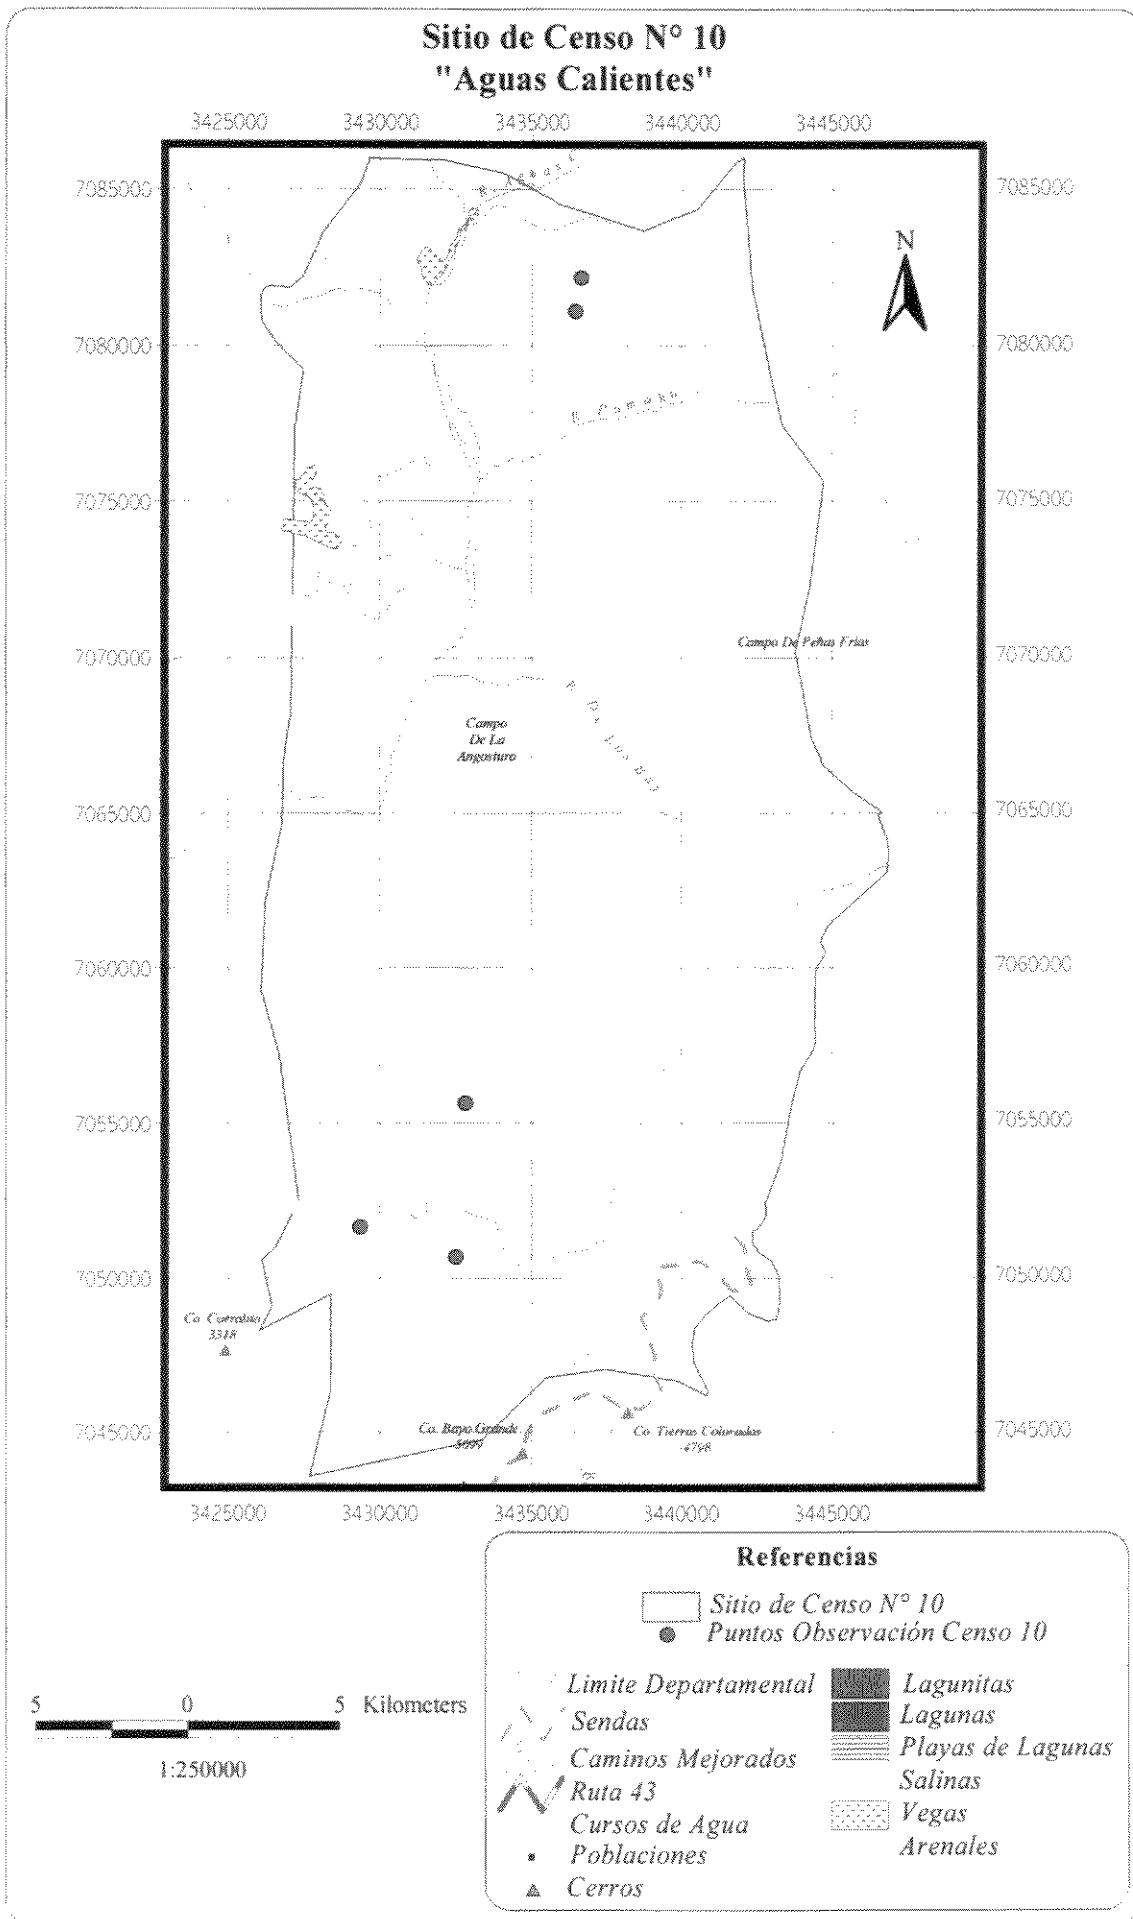 Sitio de Censo N° 10
"Aguas Calientes"
3425000 3430000 3435000 3440000 3445000
7085000 7085000
N
7080000 7080000
7075000 7075000
Campo De Peñas Frias
7070000 7070000
Campo
De La
Angosturo
7065000 7065000
7060000 7060000
7055000 7055000
7050000 7050000
3318
Co. Bayo Grande
Co. Tierras Coloradas
4768
7045000 7045000
3425000 3430000 3435000 3440000 3445000
Referencias
Sitio de Censo N° 10
Puntos Observación Censo 10
Limite Departamental
Sendas
Caminos Mejorados
Ruta 43
Cursos de Agua
Poblaciones
Cerros
Lagunitas
Lagunas
Playas de Lagunas
Salinas
Vegas
Arenales
5 0 5 Kilometers
1:250000